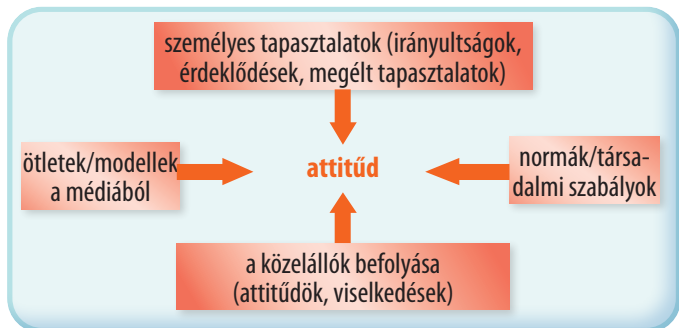 személyes tapasztalatok (irányultságok,
érdeklődések, megélt tapasztalatok)
ötletek/modellek
a médiából
attitűd
normák/társa-
dalmi szabályok
a közelállók befolyása
(attitűdök, viselkedések)